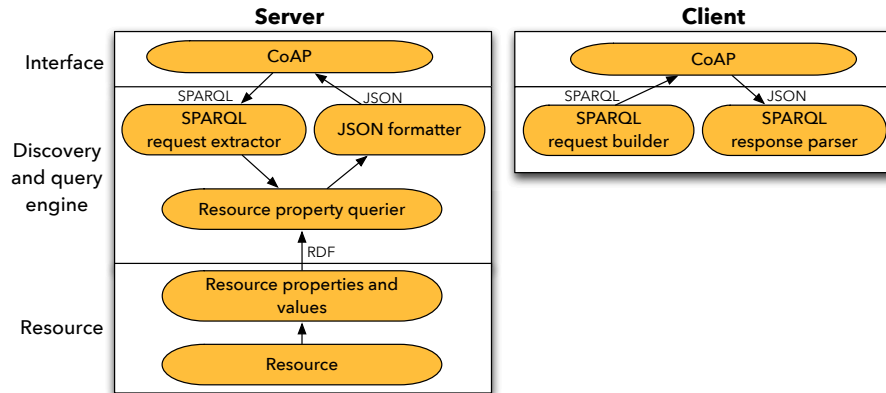 Server
Client
Interface
CoAP
CoAP
SPARQL
JSON
SPARQL
JSON
Discovery
and query
engine
SPARQL
request extractor
JSON formatter
SPARQL
request builder
SPARQL
response parser
Resource property querier
RDF
Resource
Resource properties and
values
Resource